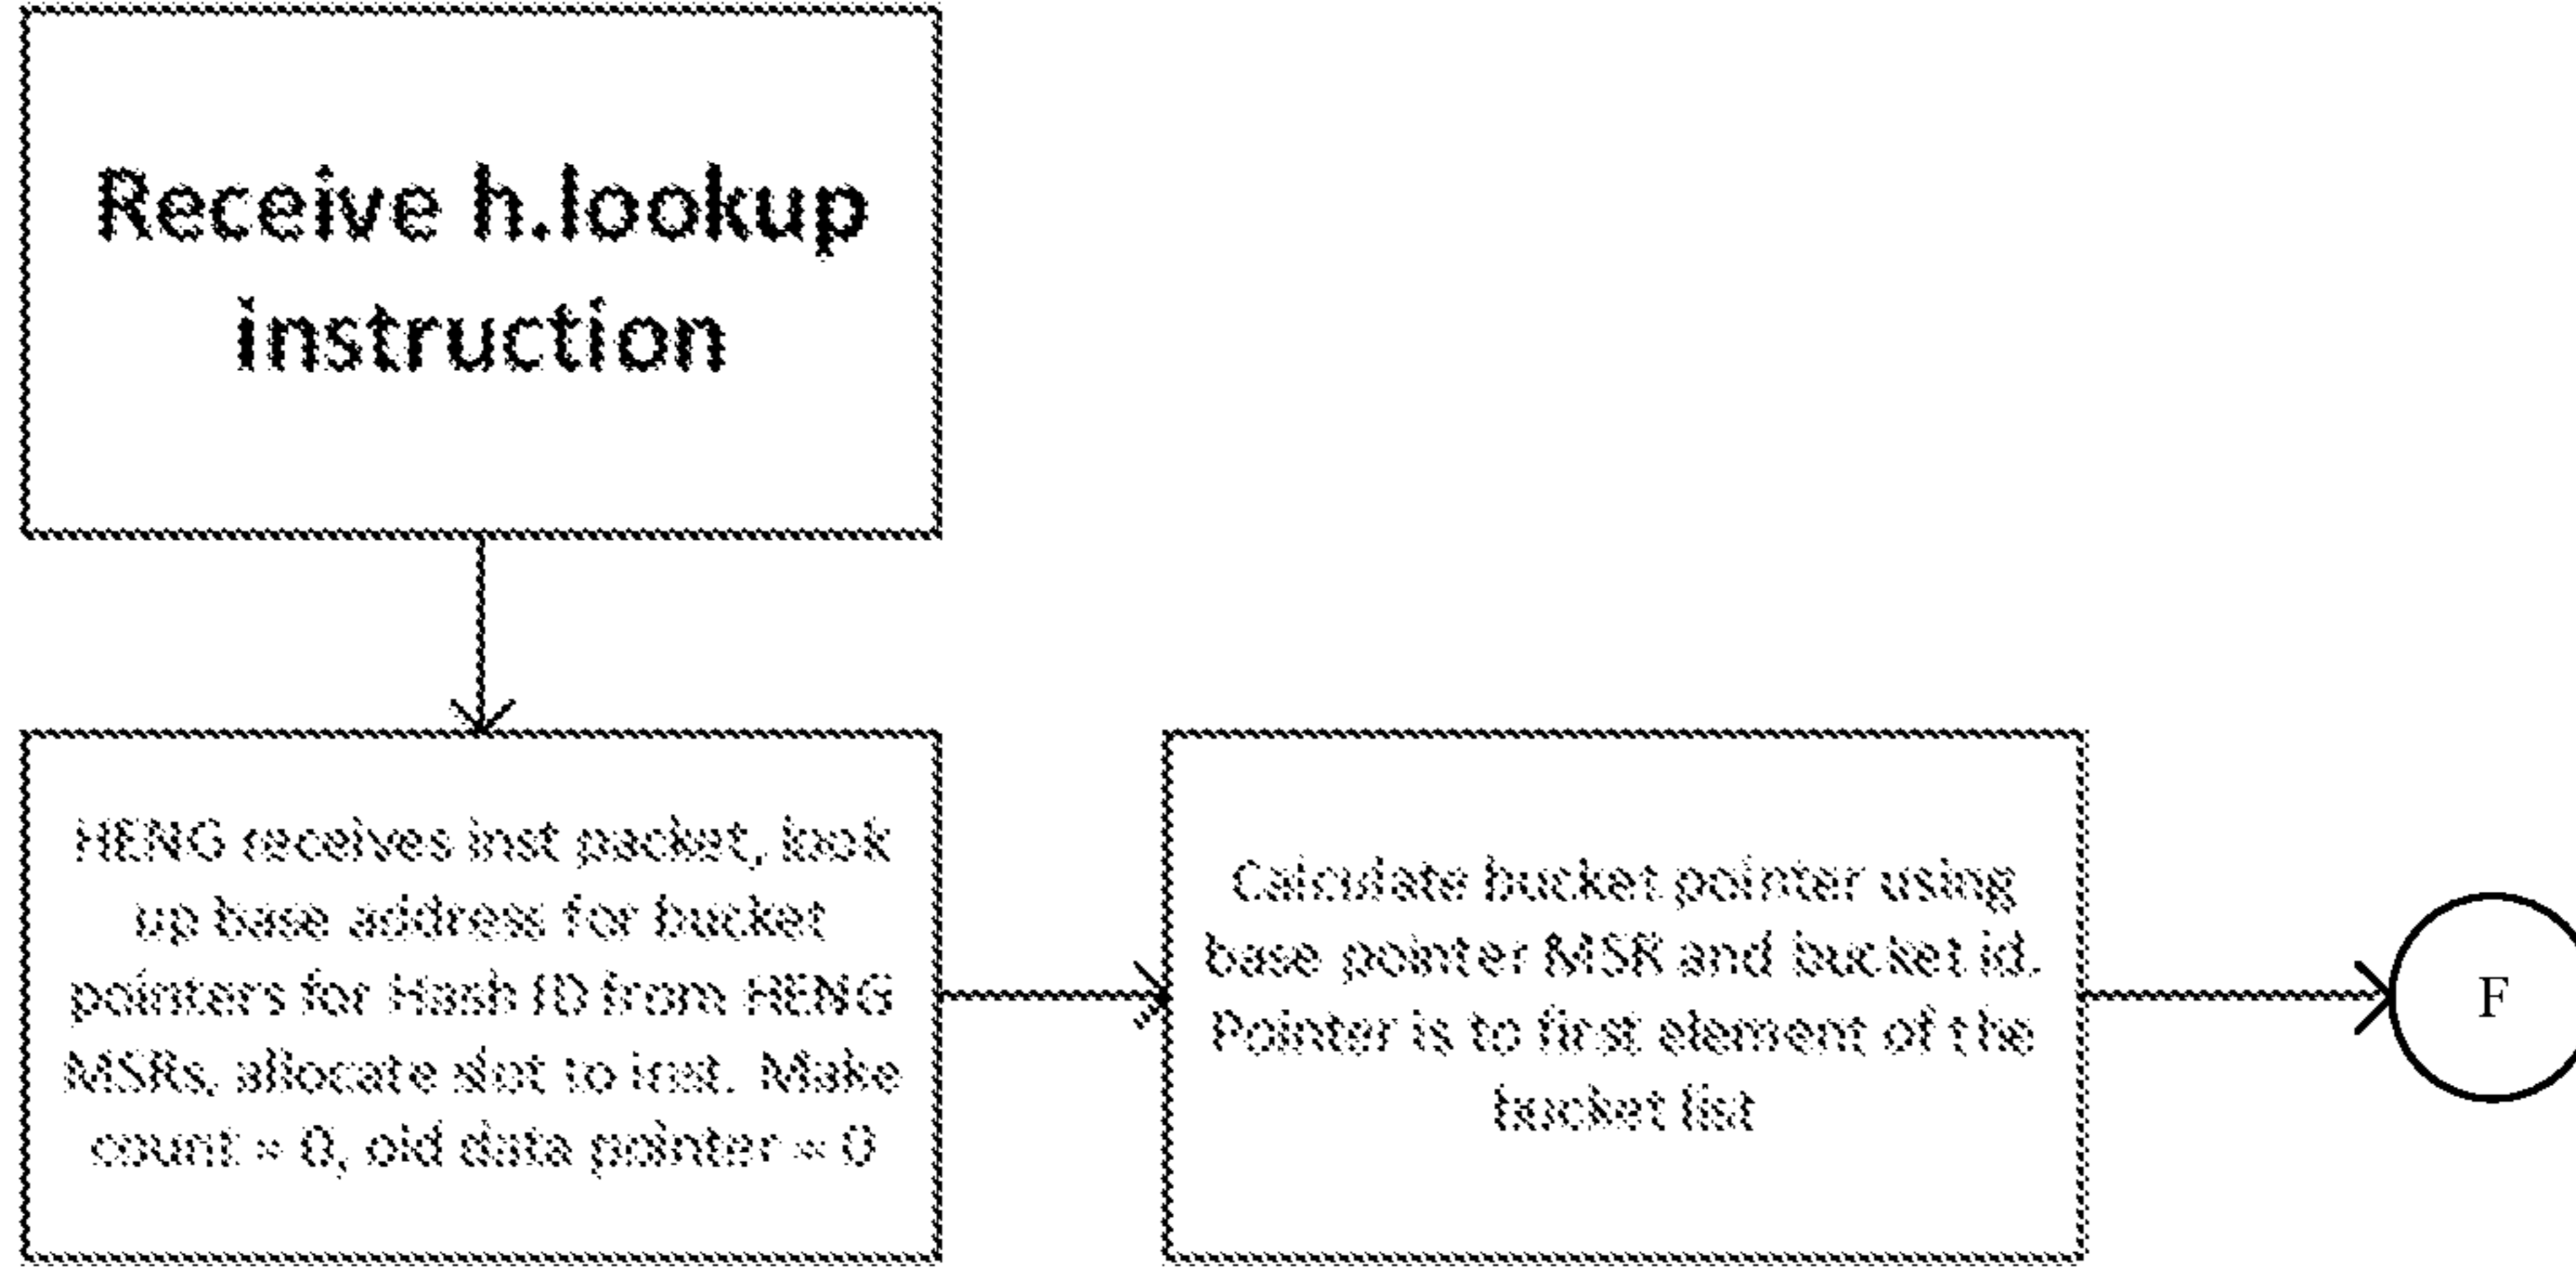 Receive h.lookup
instruction
HENG receives inst packet, look
up base address for bucket
pointers for Hash ID from HENG
MSRs, allocate slot to inst. Make
count = 0, old data pointer = 0
Calculate bucket pointer using
base pointer MSR and bucket id.
Pointer is to first element of the
bucket list
F